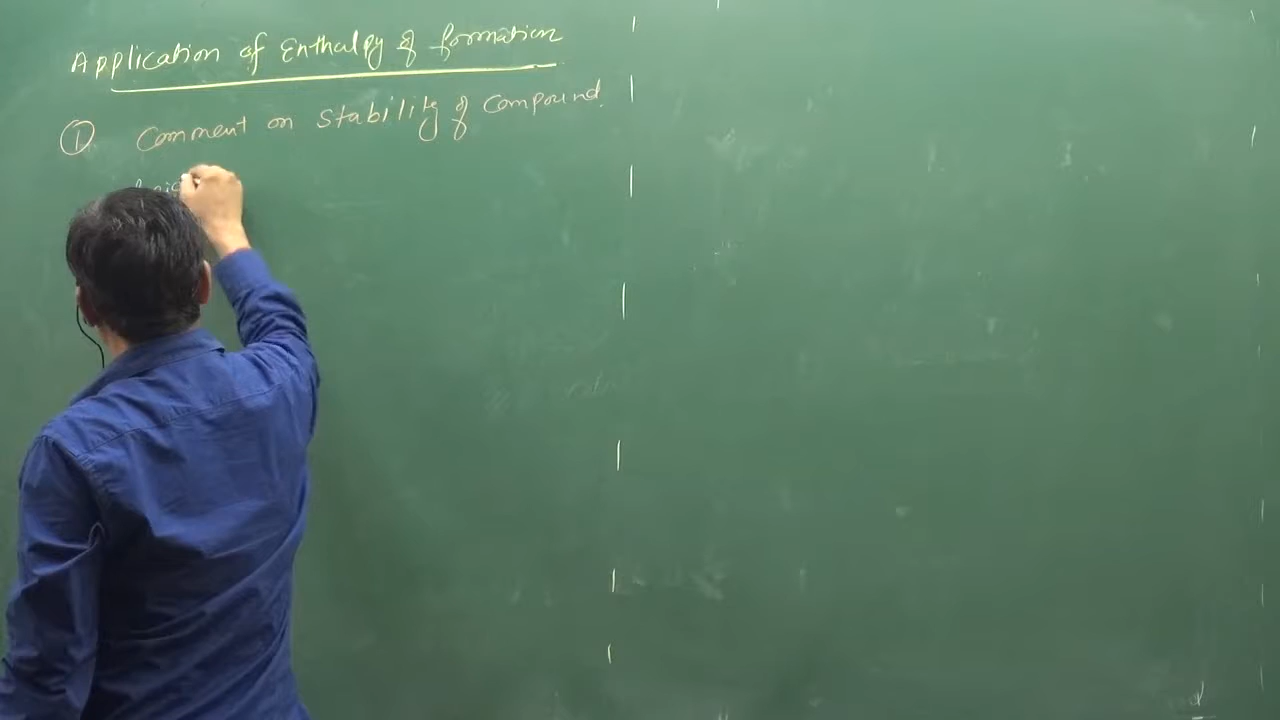 Application of Enthalpy of formation
① Comment on Stability of Compound.